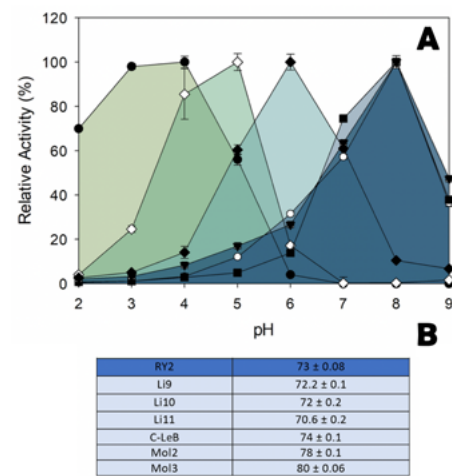 A
120
100
80
60
40
20
0
Relative Activity (%)
2 3 4 5 6 7 8 9
pH
B
RY2 73 ± 0.08
Li9 72.2 ± 0.1
Li10 72 ± 0.2
Li11 70.6 ± 0.2
C-LeB 74 ± 0.1
Mol2 78 ± 0.1
Mol3 80 ± 0.06